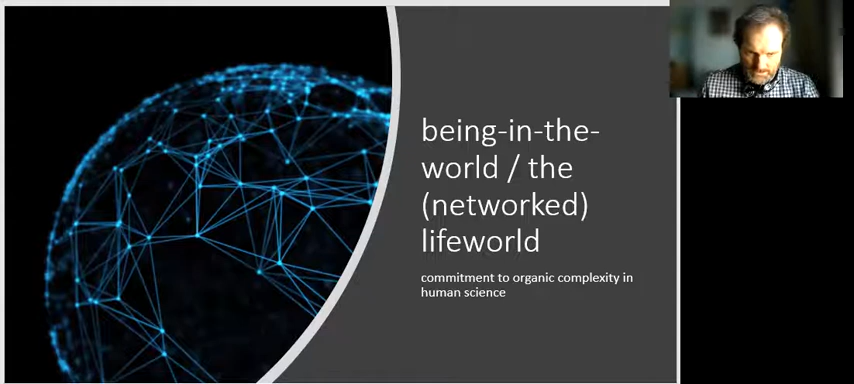 being-in-the-
world / the
(networked)
lifeworld
commitment to organic complexity in
human science